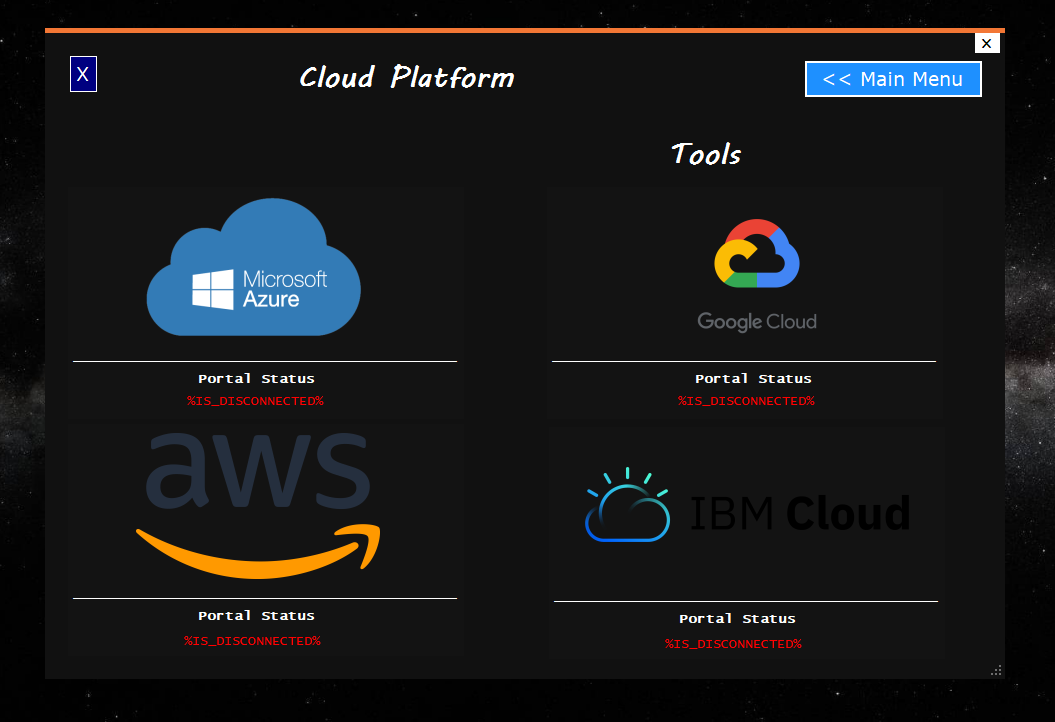 X
X
Cloud Platform
<< Main Menu
Tools
Microsoft
Azure
Google Cloud
Portal Status
%IS_DISCONNECTED%
Portal Status
%IS_DISCONNECTED%
aws
IBM Cloud
Portal Status
%IS_DISCONNECTED%
Portal Status
%IS_DISCONNECTED%